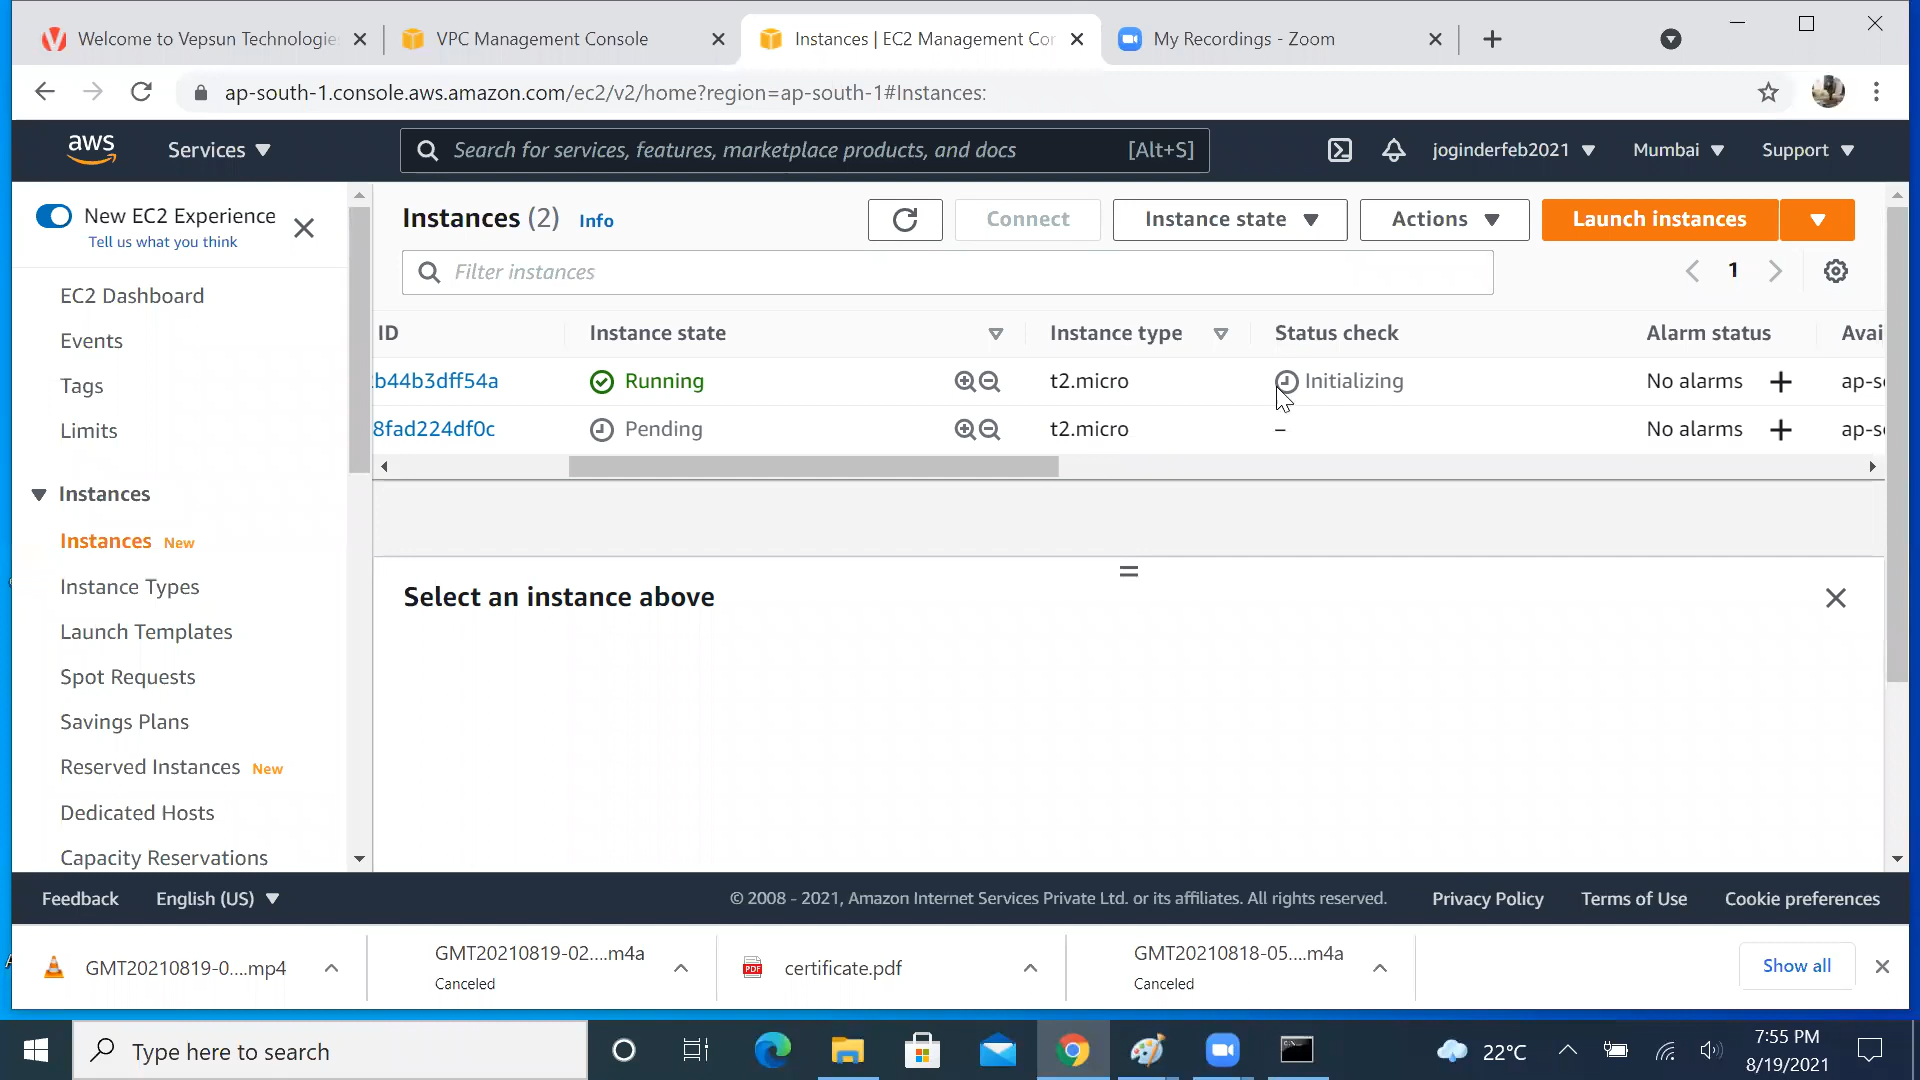 Welcome to Vepsun Technologie
VPC Management Console
Instances | EC2 Management Cor
My Recordings - Zoom
ap-south-1.console.aws.amazon.com/ec2/v2/home?region=ap-south-1#Instances:
aws
Services
Search for services, features, marketplace products, and docs
[Alt+S]
joginderfeb2021
Mumbai
Support
New EC2 Experience
Tell us what you think
EC2 Dashboard
Events
Tags
Limits
Instances
Instances New
Instance Types
Launch Templates
Spot Requests
Savings Plans
Reserved Instances New
Dedicated Hosts
Capacity Reservations
Instances (2) Info
Connect
Instance state
Actions
Launch instances
Filter instances
1
ID Instance state Instance type Status check Alarm status Avai
b44b3dff54a Running t2.micro Initializing No alarms + ap-s
8fad224df0c Pending t2.micro – No alarms + ap-s
Select an instance above
Feedback
English (US)
© 2008 - 2021, Amazon Internet Services Private Ltd. or its affiliates. All rights reserved.
Privacy Policy
Terms of Use
Cookie preferences
GMT20210819-0....mp4
GMT20210819-02....m4a
Canceled
certificate.pdf
GMT20210818-05....m4a
Canceled
Show all
Type here to search
22°C
7:55 PM
8/19/2021